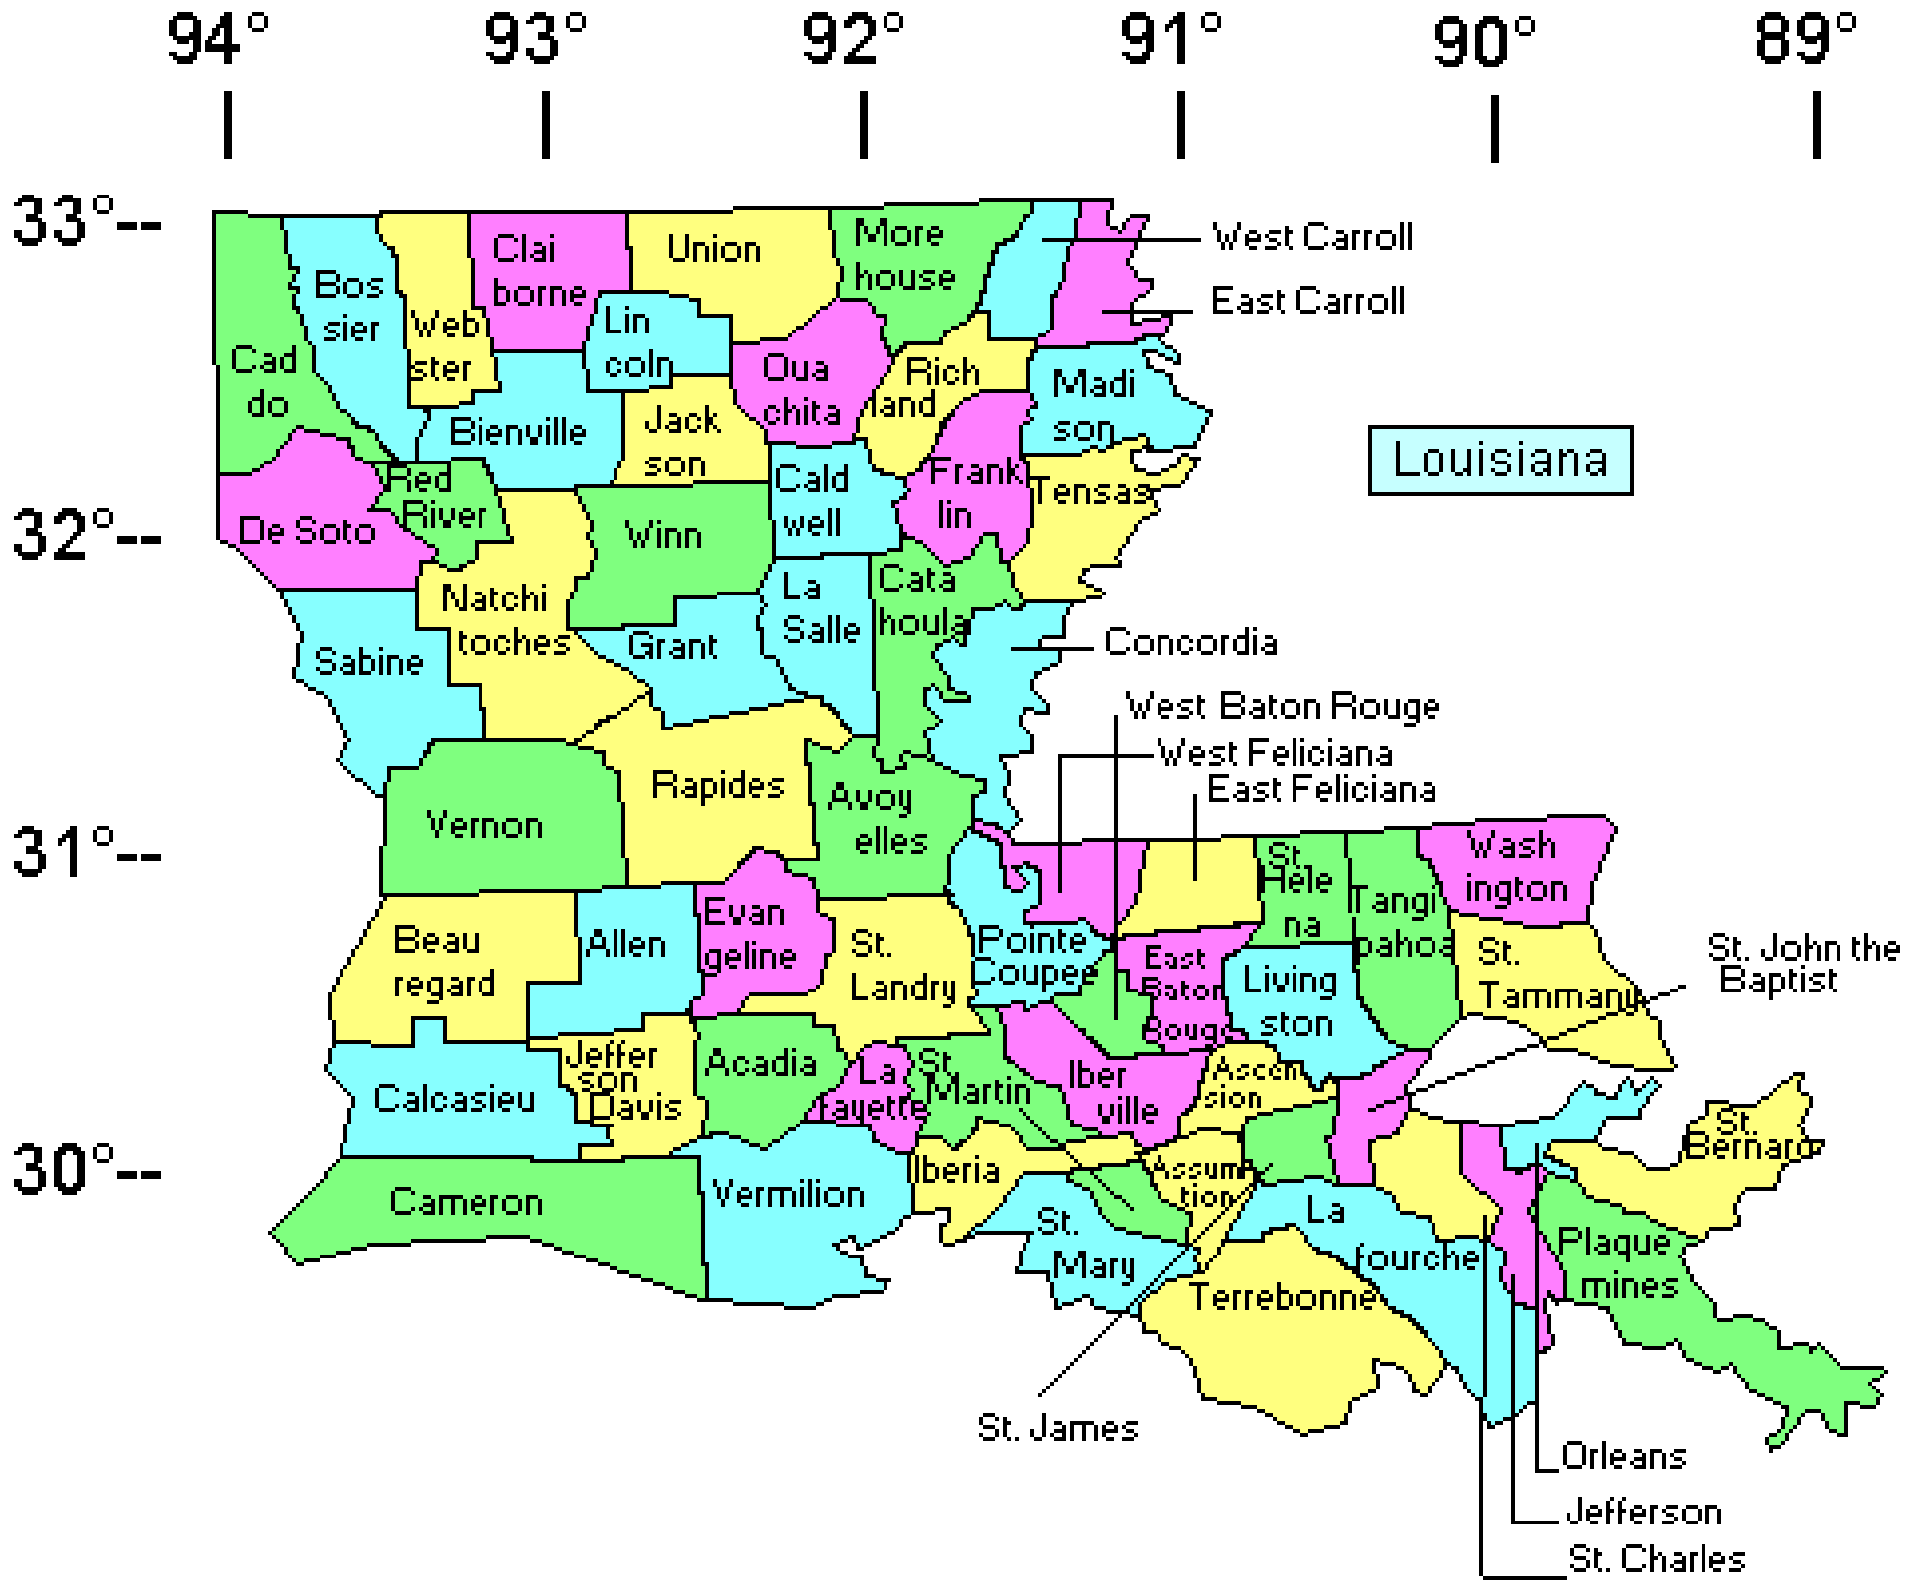 94° 93° 92° 91° 90° 89°
33°--
32°--
31°--
30°--
Louisiana
Cad
do
Bos
sier
Web
ster
Clai
borne
Union
More
house
West Carroll
East Carroll
Lin
coln
Oua
chita
Rich
land
Madi
son
Bienville
Jack
son
De Soto
Red
River
Winn
Cald
well
Frank
lin
Tensas
Natchi
toches
Sabine
Grant
La
Salle
Cata
houla
Concordia
West Baton Rouge
West Feliciana
East Feliciana
Vernon
Rapides
Avoy
elles
St.
Hele
na
Tangi
pahoa
Wash
ington
Beau
regard
Allen
Evan
geline
St.
Landry
Pointe
Coupee
East
Baton
Rouge
Living
ston
St.
Tammany
St. John the
Baptist
Calcasieu
Jeffer
son
Davis
Acadia
La
fayette
St.
Martin
Iber
ville
Ascen
sion
St.
Bernard
Cameron
Vermilion
Iberia
St.
Mary
Assump
tion
La
fourche
Terrebonne
Plaque
mines
St. James
Orleans
Jefferson
St. Charles